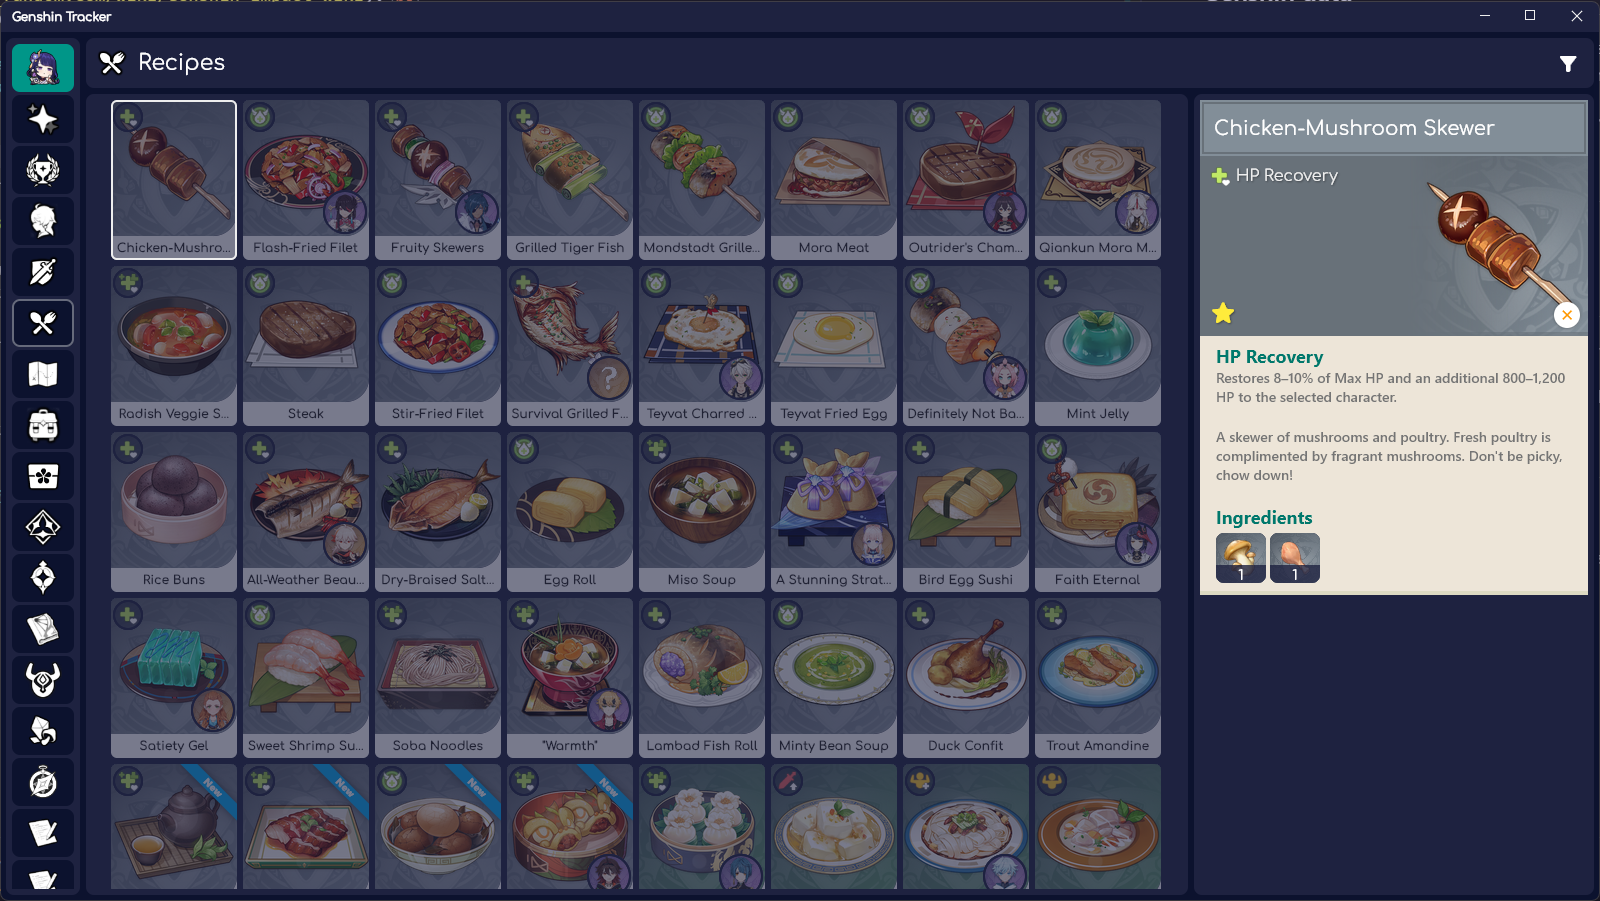 Genshin Tracker
Recipes
Chicken-Mushro...
Flash-Fried Filet
Fruity Skewers
Grilled Tiger Fish
Mondstadt Grille...
Mora Meat
Outrider's Cham...
Qiankun Mora M...
Radish Veggie S...
Steak
Stir-Fried Filet
Survival Grilled F...
?
Teyvat Charred ...
Teyvat Fried Egg
Definitely Not Ba...
Mint Jelly
Rice Buns
All-Weather Beau...
Dry-Braised Salt...
Egg Roll
Miso Soup
A Stunning Strat...
Bird Egg Sushi
Faith Eternal
Satiety Gel
Sweet Shrimp Su...
Soba Noodles
"Warmth"
Lambad Fish Roll
Minty Bean Soup
Duck Confit
Trout Amandine
New
New
New
New
Chicken-Mushroom Skewer
HP Recovery
HP Recovery
Restores 8–10% of Max HP and an additional 800–1,200
HP to the selected character.
A skewer of mushrooms and poultry. Fresh poultry is
complimented by fragrant mushrooms. Don't be picky,
chow down!
Ingredients
1
1